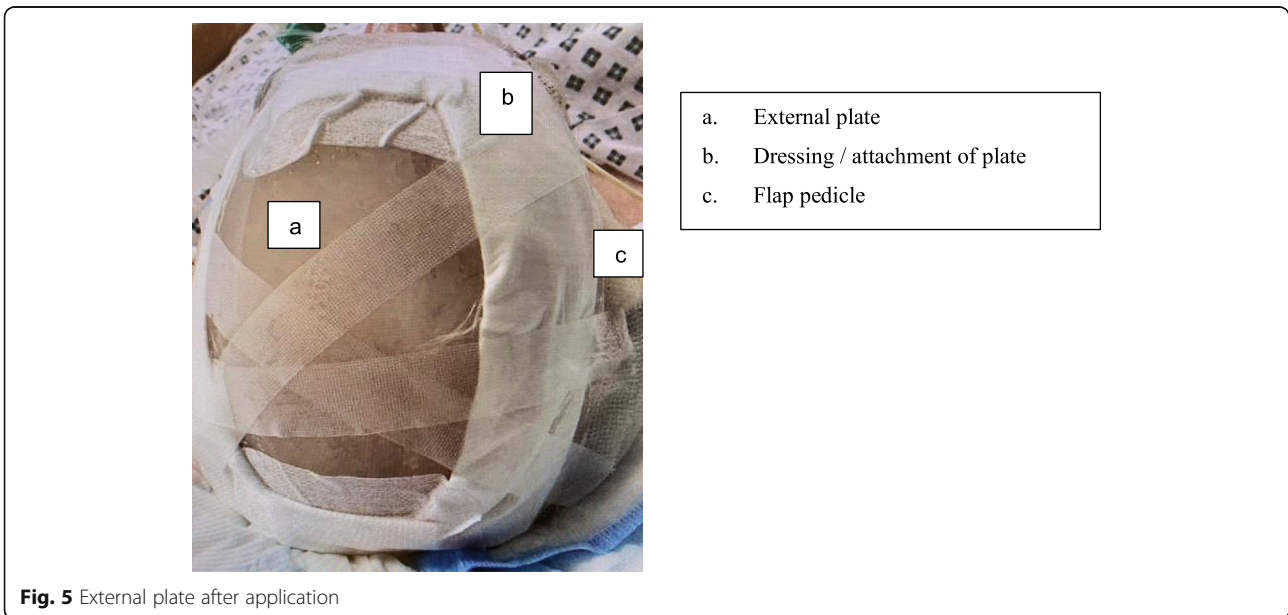 b
a
c
a. External plate
b. Dressing / attachment of plate
c. Flap pedicle
Fig. 5 External plate after application